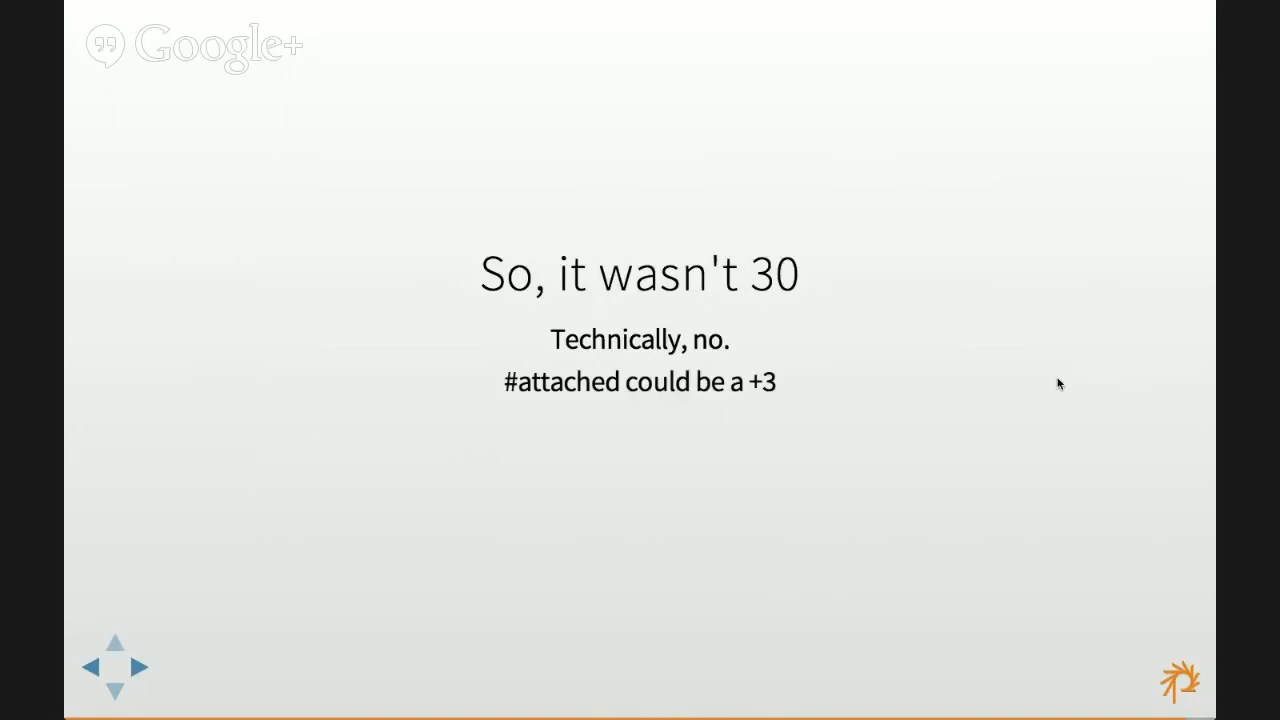 Google+
So, it wasn't 30
Technically, no.
#attached could be a +3